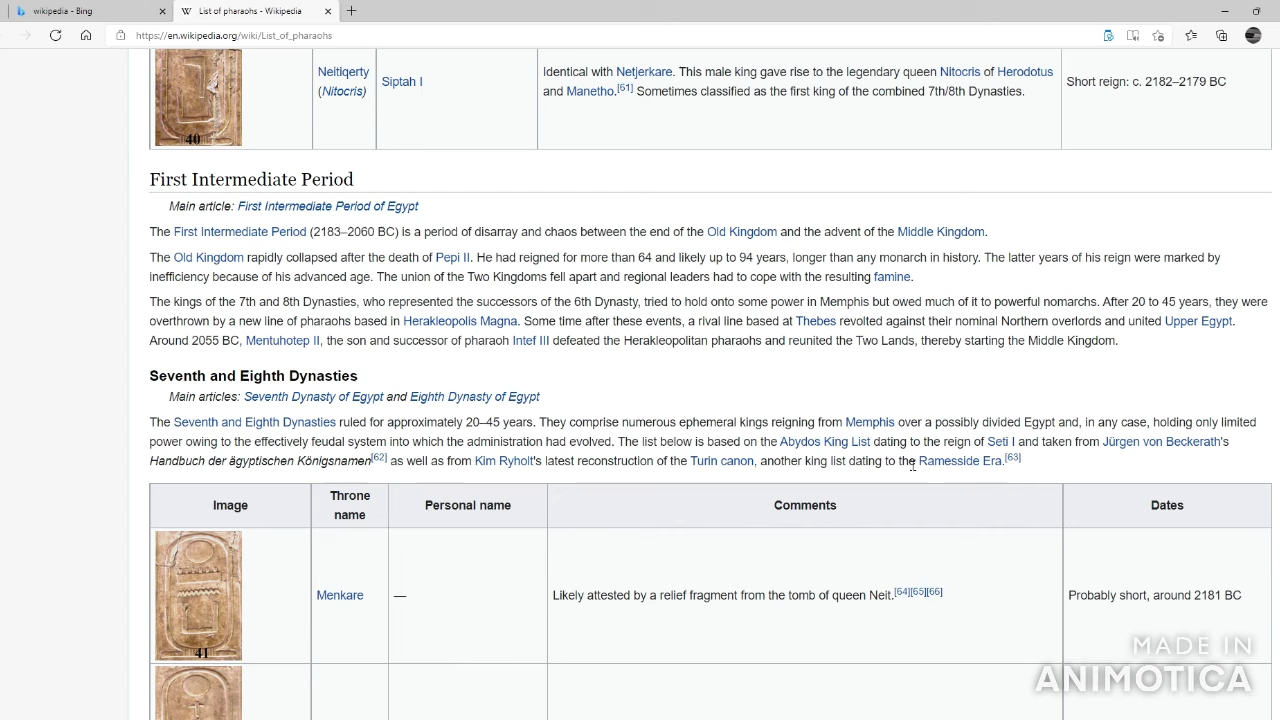 wikipedia - Bing
List of pharaohs - Wikipedia
https://en.wikipedia.org/wiki/List_of_pharaohs
Neitiqerty
(Nitocris)
Siptah I
Identical with Netjerkare. This male king gave rise to the legendary queen Nitocris of Herodotus
and Manetho.[61] Sometimes classified as the first king of the combined 7th/8th Dynasties.
Short reign: c. 2182–2179 BC
40
First Intermediate Period
Main article: First Intermediate Period of Egypt
The First Intermediate Period (2183–2060 BC) is a period of disarray and chaos between the end of the Old Kingdom and the advent of the Middle Kingdom.
The Old Kingdom rapidly collapsed after the death of Pepi II. He had reigned for more than 64 and likely up to 94 years, longer than any monarch in history. The latter years of his reign were marked by
inefficiency because of his advanced age. The union of the Two Kingdoms fell apart and regional leaders had to cope with the resulting famine.
The kings of the 7th and 8th Dynasties, who represented the successors of the 6th Dynasty, tried to hold onto some power in Memphis but owed much of it to powerful nomarchs. After 20 to 45 years, they were
overthrown by a new line of pharaohs based in Herakleopolis Magna. Some time after these events, a rival line based at Thebes revolted against their nominal Northern overlords and united Upper Egypt.
Around 2055 BC, Mentuhotep II, the son and successor of pharaoh Intef III defeated the Herakleopolitan pharaohs and reunited the Two Lands, thereby starting the Middle Kingdom.
Seventh and Eighth Dynasties
Main articles: Seventh Dynasty of Egypt and Eighth Dynasty of Egypt
The Seventh and Eighth Dynasties ruled for approximately 20–45 years. They comprise numerous ephemeral kings reigning from Memphis over a possibly divided Egypt and, in any case, holding only limited
power owing to the effectively feudal system into which the administration had evolved. The list below is based on the Abydos King List dating to the reign of Seti I and taken from Jürgen von Beckerath's
Handbuch der ägyptischen Königsnamen[62] as well as from Kim Ryholt's latest reconstruction of the Turin canon, another king list dating to the Ramesside Era.[63]
Image
Throne
name
Personal name
Comments
Dates
Menkare
—
Likely attested by a relief fragment from the tomb of queen Neit.[64][65][66]
Probably short, around 2181 BC
41
MADE IN
ANIMOTICA